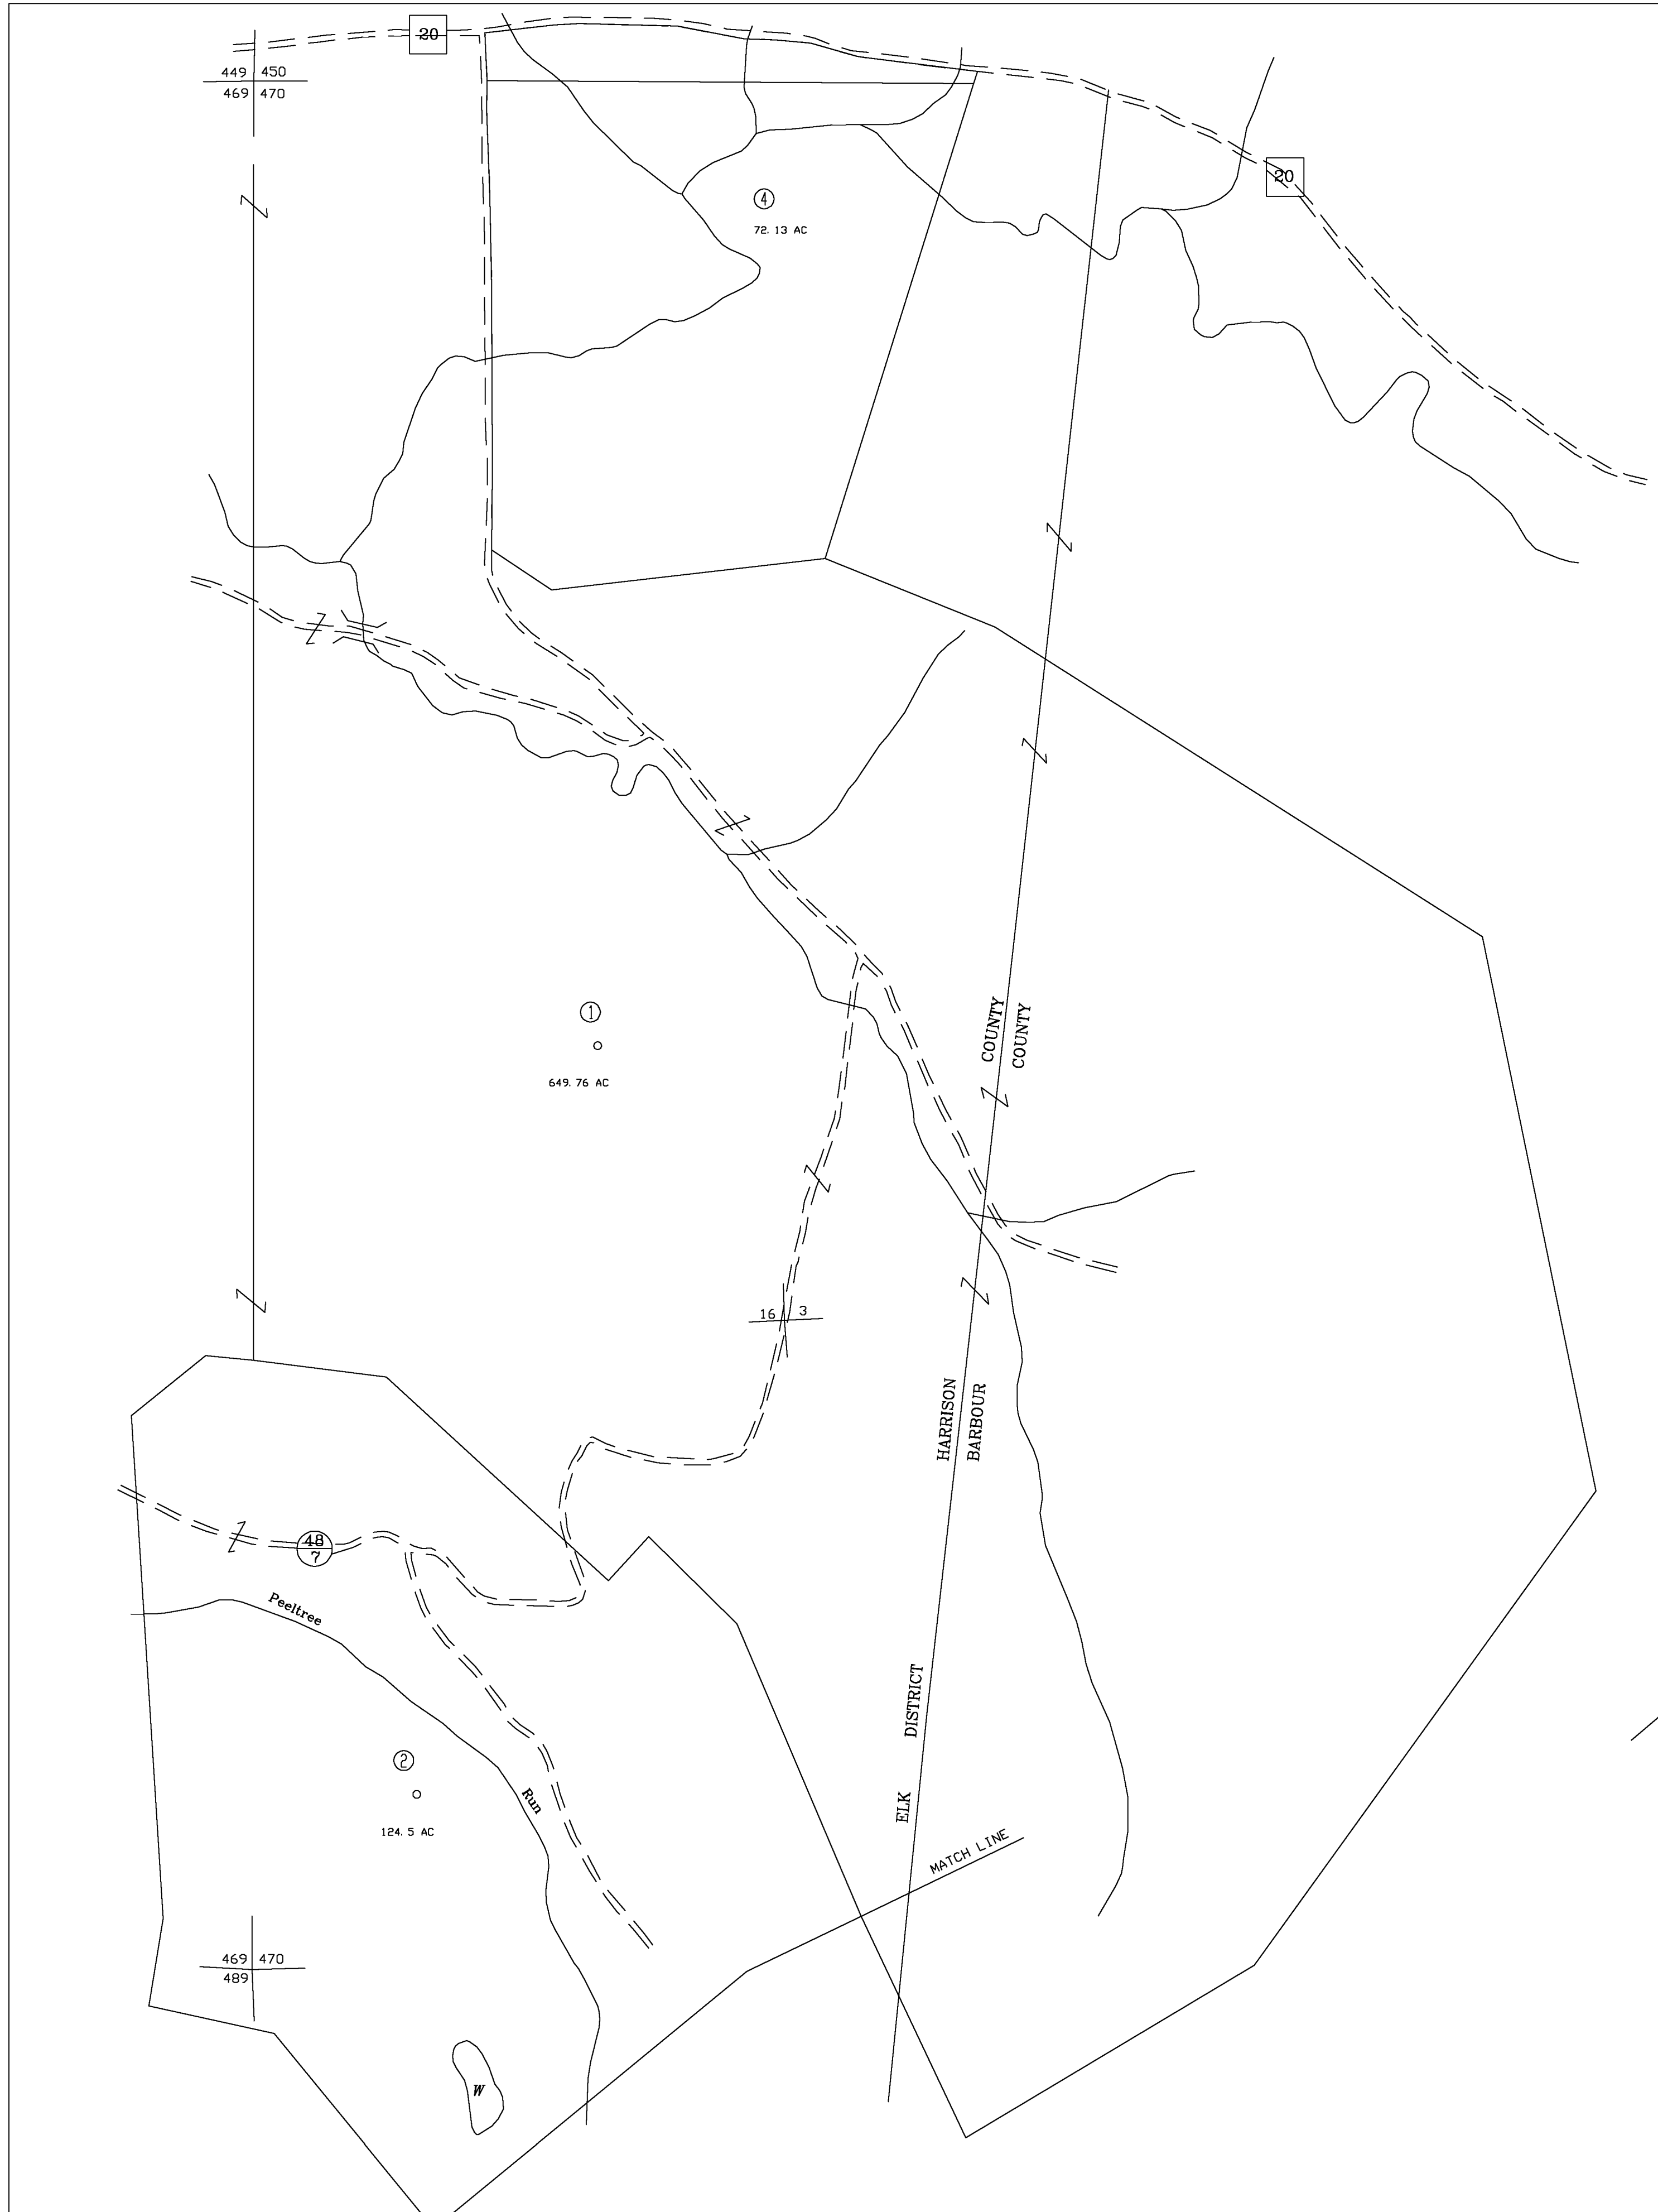 20
449 450
469 470
20
4
72.13 AC
1
649.76 AC
COUNTY
COUNTY
16 3
HARRISON
BARBOUR
48
7
Peeltree
Run
DISTRICT
ELK
2
124.5 AC
MATCH LINE
469 470
489
W